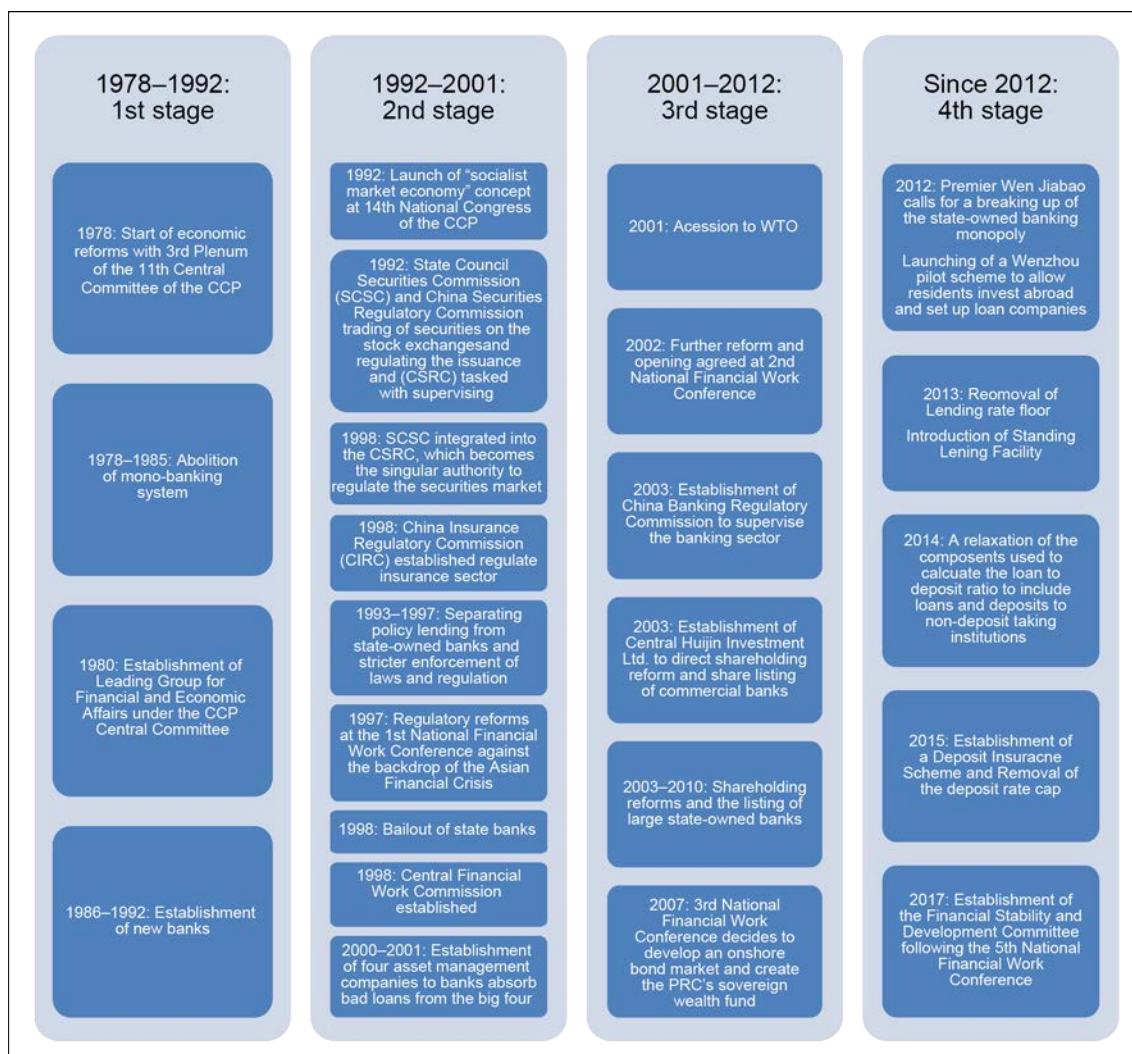 1978–1992:
1st stage
1978: Start of economic
reforms with 3rd Plenum
of the 11th Central
Committee of the CCP
1978–1985: Abolition
of mono-banking
system
1980: Establishment of
Leading Group for
Financial and Economic
Affairs under the CCP
Central Committee
1986–1992: Establishment
of new banks
1992–2001:
2nd stage
1992: Launch of “socialist
market economy” concept
at 14th National Congress
of the CCP
1992: State Council
Securities Commission
(SCSC) and China Securities
Regulatory Commission
trading of securities on the
stock exchangesand
regulating the issuance
and (CSRC) tasked
with supervising
1998: SCSC integrated into
the CSRC, which becomes
the singular authority to
regulate the securities market
1998: China Insurance
Regulatory Commission
(CIRC) established regulate
insurance sector
1993–1997: Separating
policy lending from
state-owned banks and
stricter enforcement of
laws and regulation
1997: Regulatory reforms
at the 1st National Financial
Work Conference against
the backdrop of the Asian
Financial Crisis
1998: Bailout of state banks
1998: Central Financial
Work Commission
established
2000–2001: Establishment
of four asset management
companies to banks absorb
bad loans from the big four
2001–2012:
3rd stage
2001: Acession to WTO
2002: Further reform and
opening agreed at 2nd
National Financial Work
Conference
2003: Establishment of
China Banking Regulatory
Commission to supervise
the banking sector
2003: Establishment of
Central Huijin Investment
Ltd. to direct shareholding
reform and share listing
of commercial banks
2003–2010: Shareholding
reforms and the listing of
large state-owned banks
2007: 3rd National
Financial Work
Conference decides to
develop an onshore
bond market and create
the PRC’s sovereign
wealth fund
Since 2012:
4th stage
2012: Premier Wen Jiabao
calls for a breaking up of
the state-owned banking
monopoly
Launching of a Wenzhou
pilot scheme to allow
residents invest abroad
and set up loan companies
2013: Reomoval of
Lending rate floor
Introduction of Standing
Lening Facility
2014: A relaxation of the
composents used to
calcuate the loan to
deposit ratio to include
loans and deposits to
non-deposit taking
institutions
2015: Establishment of
a Deposit Insuracne
Scheme and Removal of
the deposit rate cap
2017: Establishment of
the Financial Stability and
Development Committee
following the 5th National
Financial Work
Conference